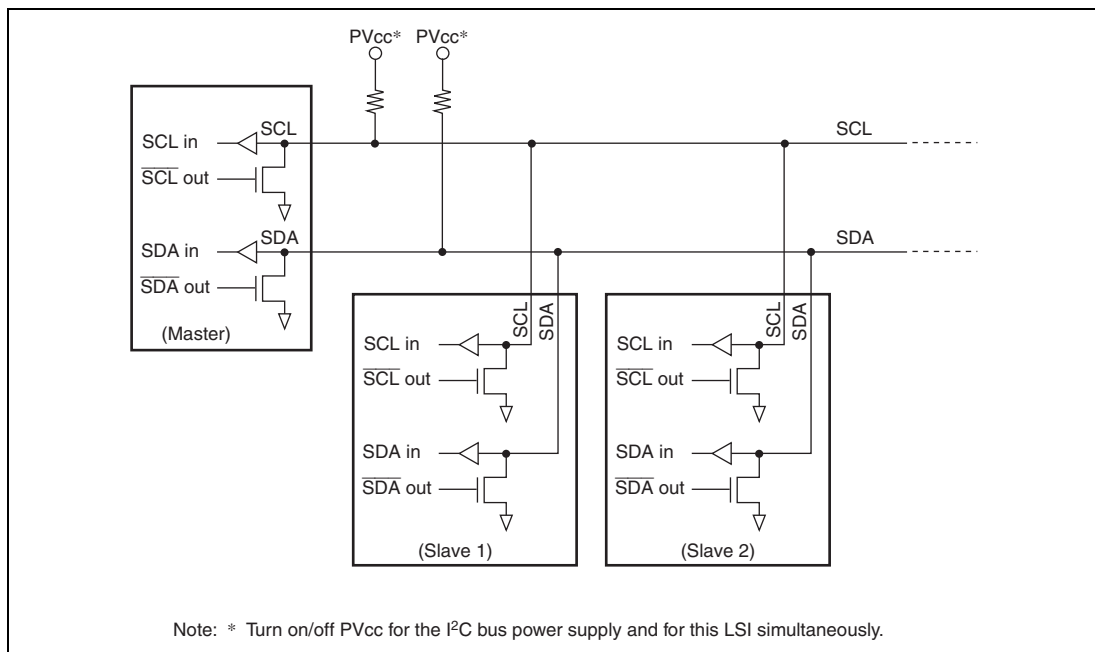 PVcc* PVcc*
SCL in
SCL
SCL
SCL out
SDA in
SDA
SDA
SDA out
(Master)
SCL
SDA
SCL
SDA
SCL in
SCL in
SCL out
SCL out
SDA in
SDA in
SDA out
SDA out
(Slave 1)
(Slave 2)
Note: * Turn on/off PVcc for the I²C bus power supply and for this LSI simultaneously.